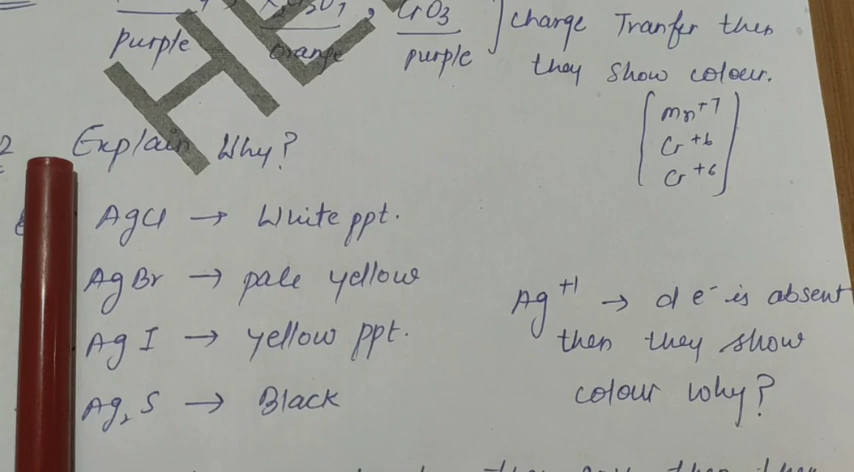 CrO3 ] charge Tranfer then
purple orange purple they show colour.
[ Mn+7
Cr+6
Cr+6 ]
2 Explain Why?
AgCl → White ppt.
AgBr → pale yellow
AgI → yellow ppt.
Ag2S → Black
Ag+1 → d e- is absent
then they show
colour why?